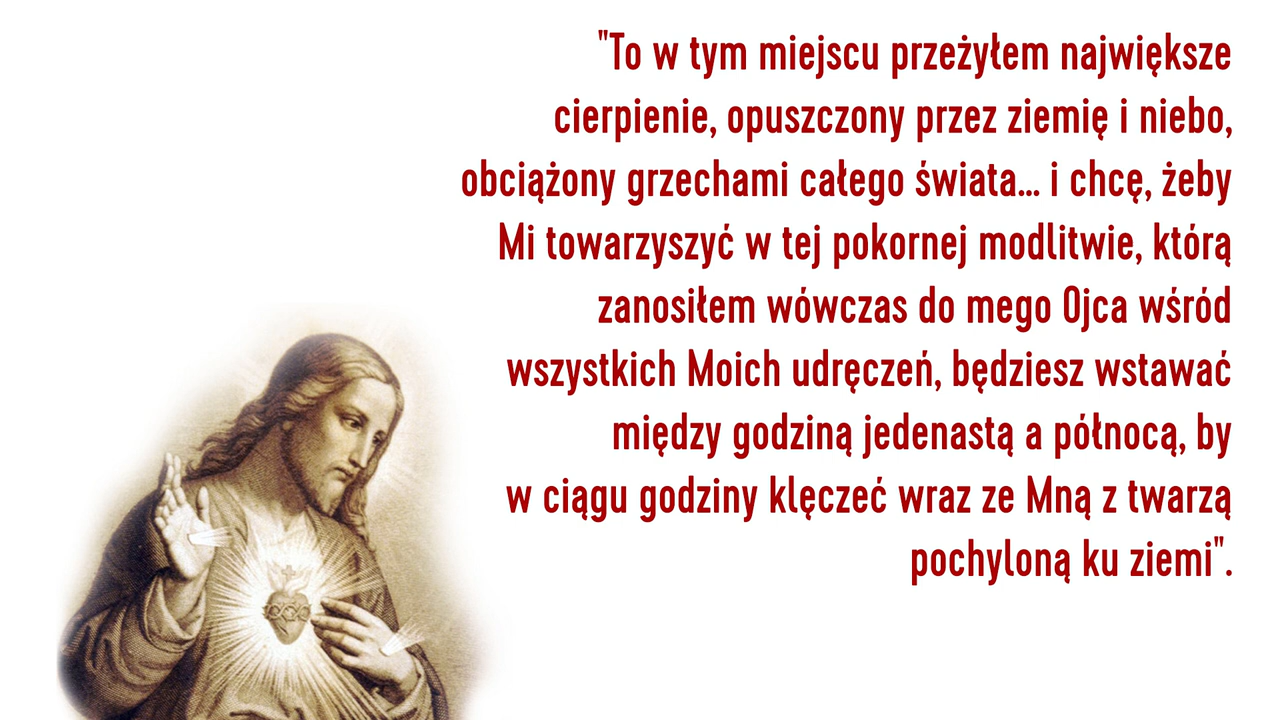 "To w tym miejscu przeżyłem największe
cierpienie, opuszczony przez ziemię i niebo,
obciążony grzechami całego świata... i chcę, żeby
Mi towarzyszyć w tej pokornej modlitwie, którą
zanosiłem wówczas do mego Ojca wśród
wszystkich Moich udręczeń, będziesz wstawać
między godziną jedenastą a północą, by
w ciągu godziny klęczeć wraz ze Mną z twarzą
pochyloną ku ziemi".